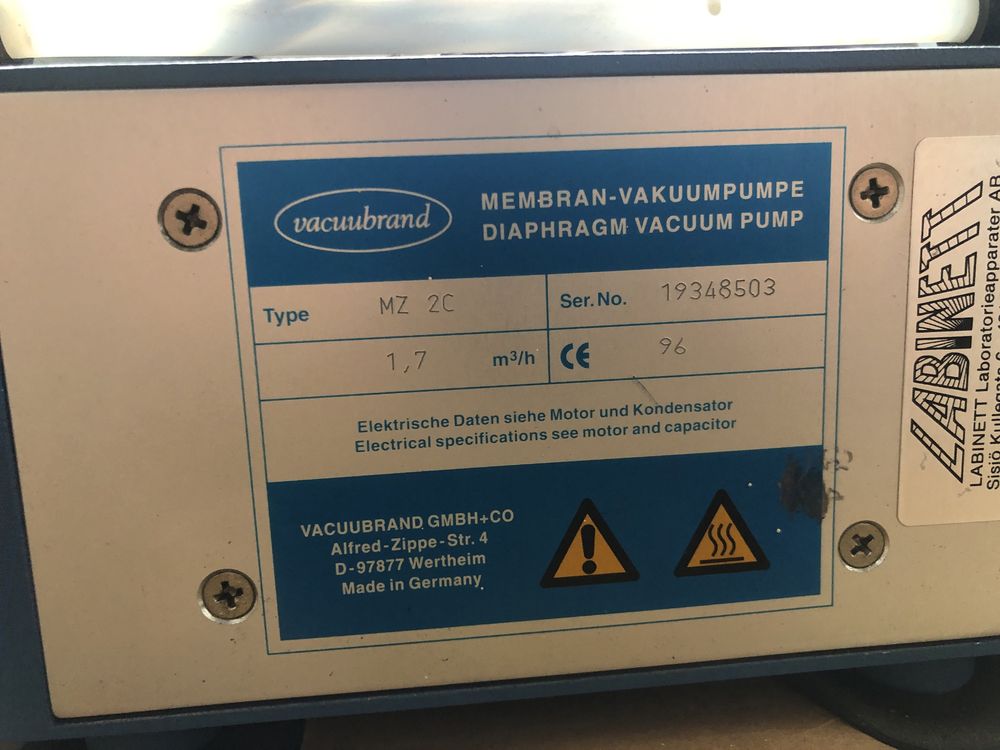 vacuubrand
MEMBRAN-VAKUUMPUMPE
DIAPHRAGM VACUUM PUMP
Type MZ 2C
Ser. No. 19348503
1,7 m³/h
CE 96
Elektrische Daten siehe Motor und Kondensator
Electrical specifications see motor and capacitor
VACUUBRAND GMBH+CO
Alfred-Zippe-Str. 4
D-97877 Wertheim
Made in Germany
LABINETT
LABINETT Laboratorieapparater AB
Sisjö